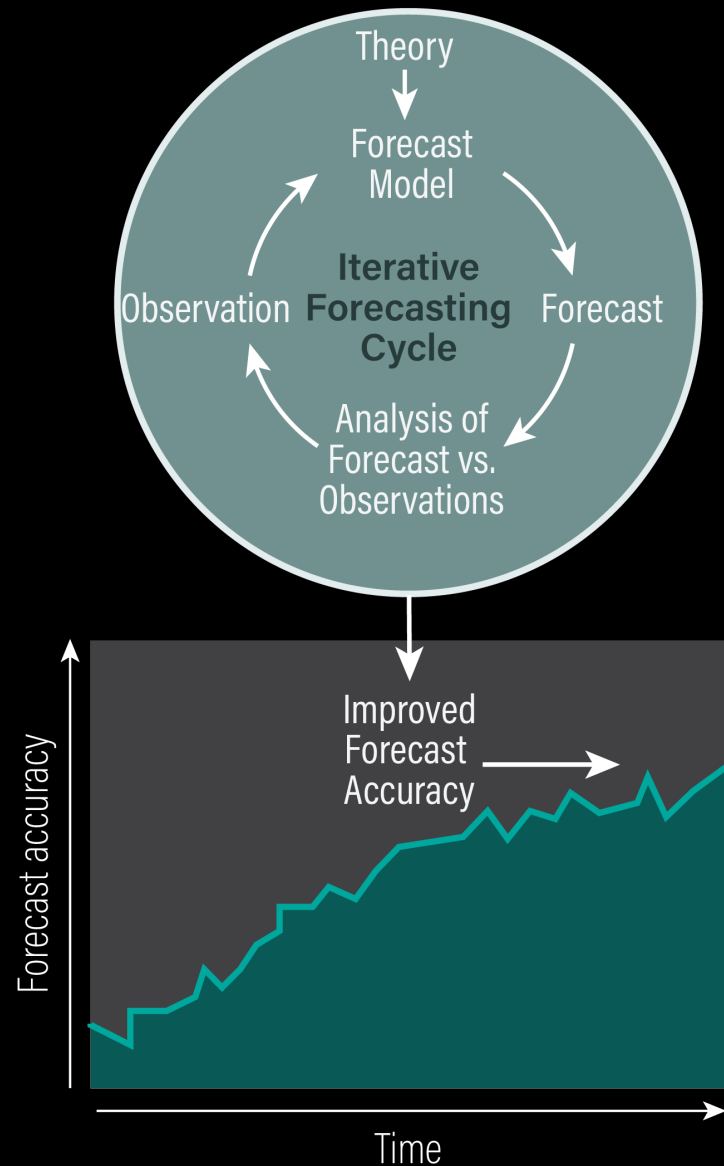 Theory
Forecast
Model
Iterative
Forecasting
Cycle
Observation
Forecast
Analysis of
Forecast vs.
Observations
Improved
Forecast
Accuracy
Forecast accuracy
Time